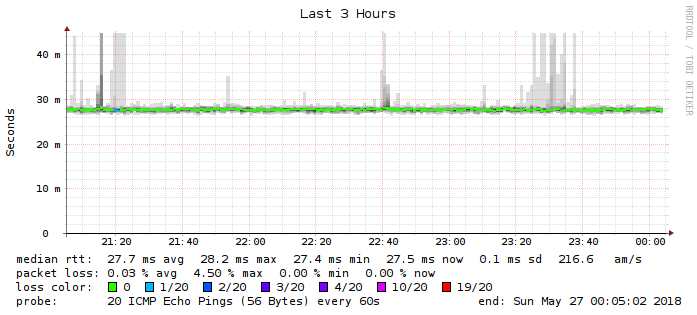 Last 3 Hours
RRDTOOL / TOBI OETIKER
Seconds
40 m
30 m
20 m
10 m
0
21:20 21:40 22:00 22:20 22:40 23:00 23:20 23:40 00:00
median rtt: 27.7 ms avg 28.2 ms max 27.4 ms min 27.5 ms now 0.1 ms sd 216.6 am/s
packet loss: 0.03 % avg 4.50 % max 0.00 % min 0.00 % now
loss color: 0 1/20 2/20 3/20 4/20 10/20 19/20
probe: 20 ICMP Echo Pings (56 Bytes) every 60s end: Sun May 27 00:05:02 2018